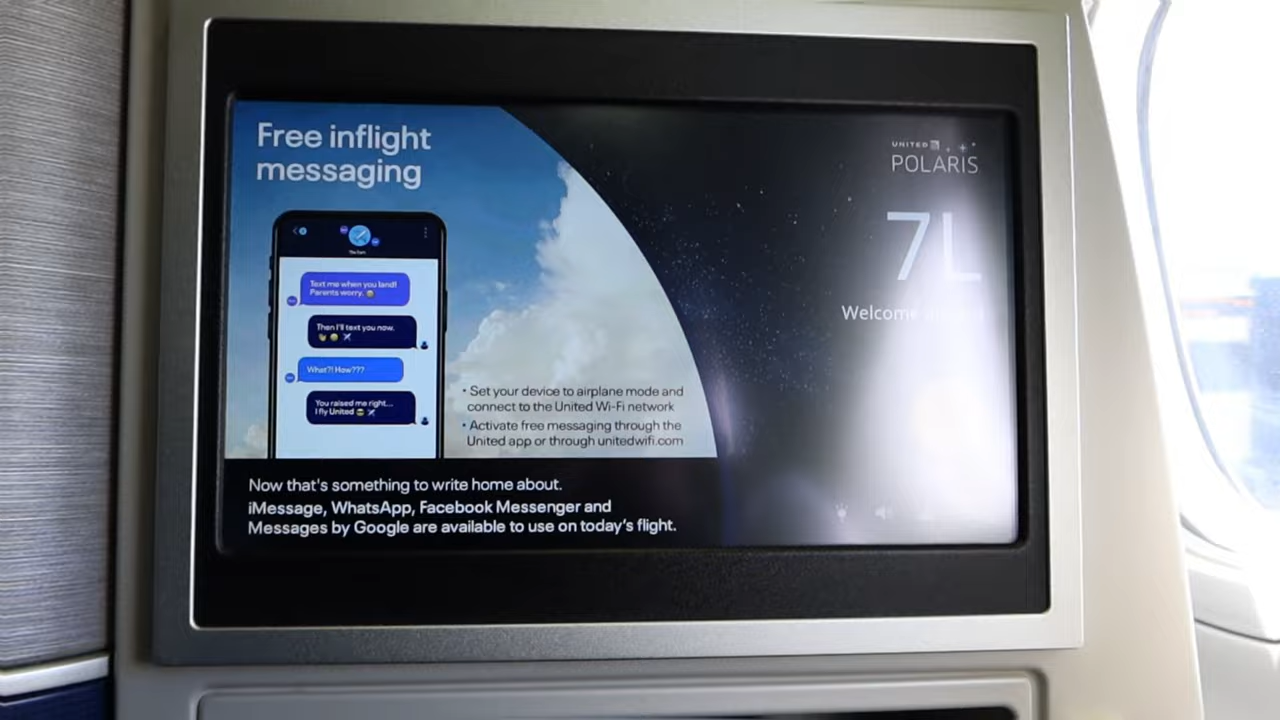 Free inflight
messaging
Text me when you land!
Parents worry.
Then I'll text you now.
What?! How???
You raised me right...
I fly United
• Set your device to airplane mode and
connect to the United Wi-Fi network
• Activate free messaging through the
United app or through unitedwifi.com
Now that's something to write home about.
iMessage, WhatsApp, Facebook Messenger and
Messages by Google are available to use on today's flight.
UNITED
POLARIS
7L
Welcome